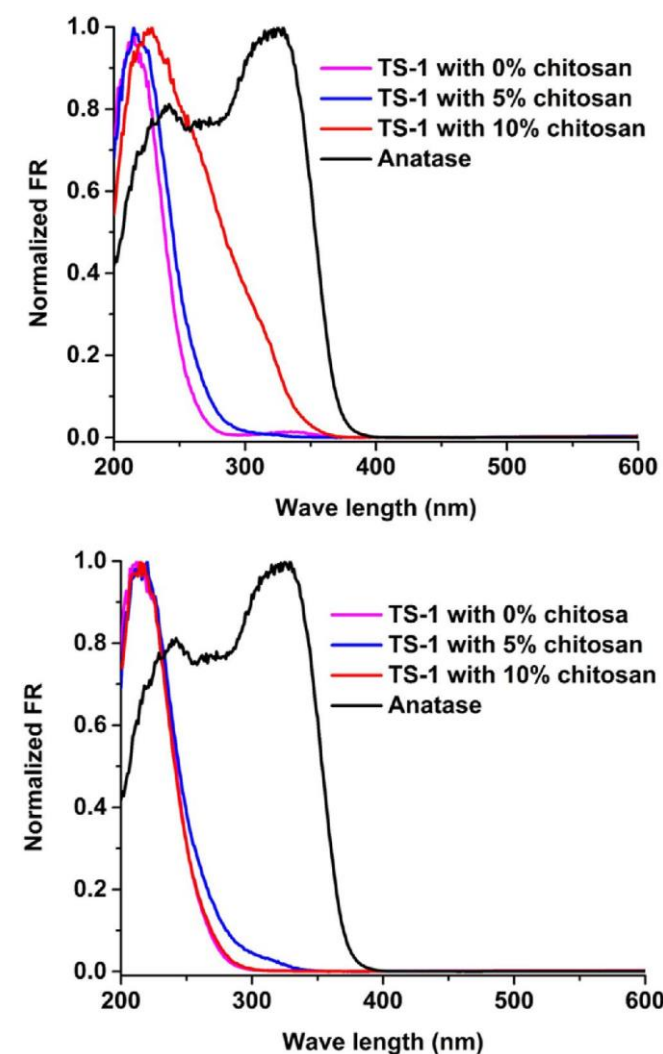 1.0
0.8
0.6
0.4
0.2
0.0
Normalized FR
TS-1 with 0% chitosan
TS-1 with 5% chitosan
TS-1 with 10% chitosan
Anatase
200 300 400 500 600
Wave length (nm)
1.0
0.8
0.6
0.4
0.2
0.0
Normalized FR
TS-1 with 0% chitosa
TS-1 with 5% chitosan
TS-1 with 10% chitosan
Anatase
200 300 400 500 600
Wave length (nm)